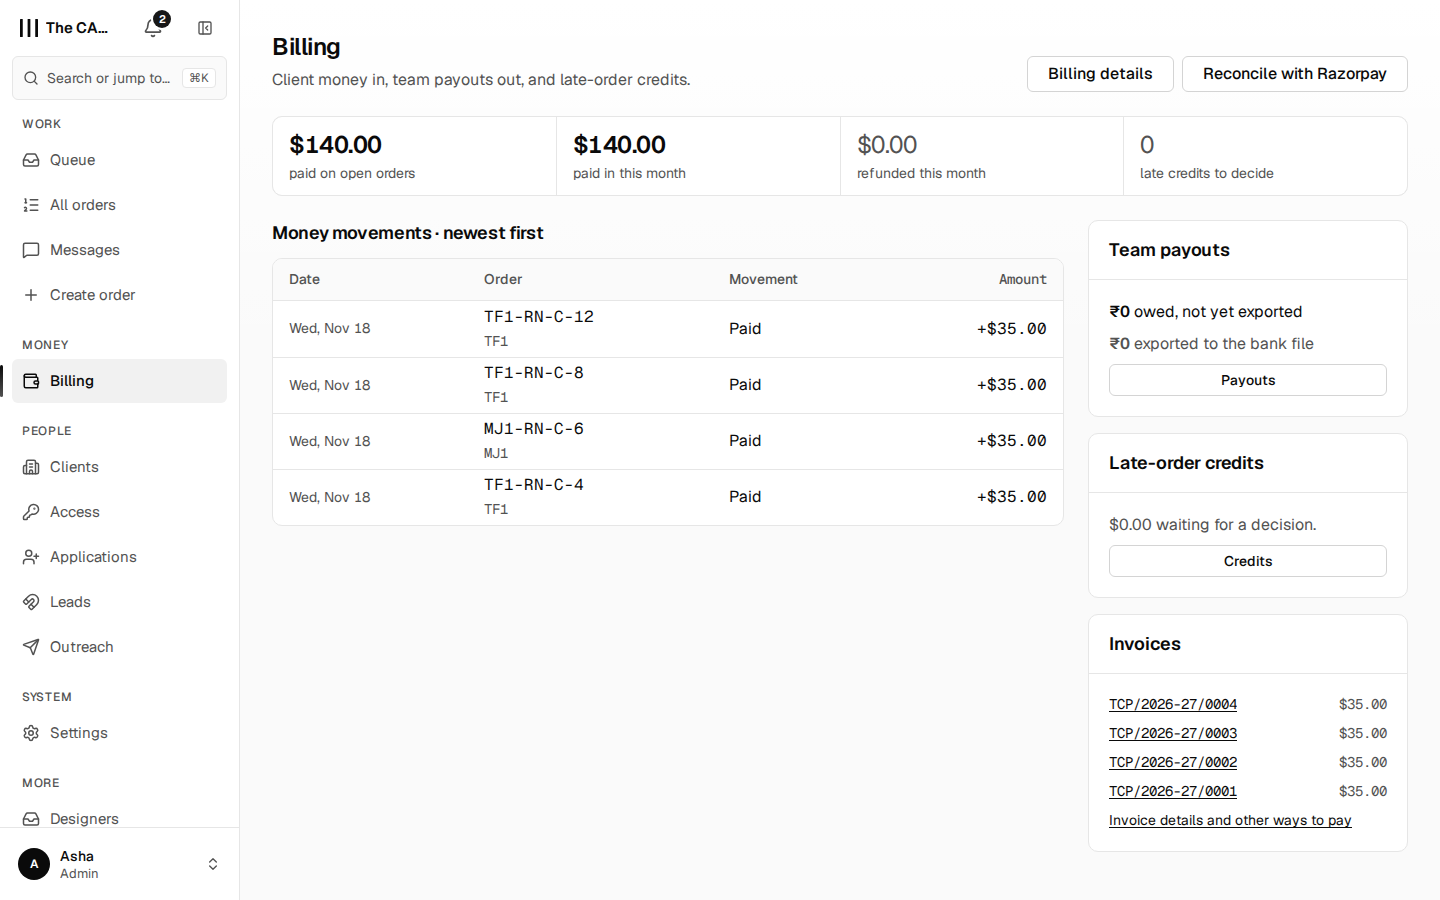 The CA...
2
Search or jump to... ⌘K
WORK
Queue
All orders
Messages
Create order
MONEY
Billing
PEOPLE
Clients
Access
Applications
Leads
Outreach
SYSTEM
Settings
MORE
Designers
A
Asha
Admin
Billing
Client money in, team payouts out, and late-order credits.
Billing details
Reconcile with Razorpay
$140.00
paid on open orders
$140.00
paid in this month
$0.00
refunded this month
0
late credits to decide
Money movements · newest first
Date Order Movement Amount
Wed, Nov 18 TF1-RN-C-12 Paid +$35.00
TF1
Wed, Nov 18 TF1-RN-C-8 Paid +$35.00
TF1
Wed, Nov 18 MJ1-RN-C-6 Paid +$35.00
MJ1
Wed, Nov 18 TF1-RN-C-4 Paid +$35.00
TF1
Team payouts
₹0 owed, not yet exported
₹0 exported to the bank file
Payouts
Late-order credits
$0.00 waiting for a decision.
Credits
Invoices
TCP/2026-27/0004 $35.00
TCP/2026-27/0003 $35.00
TCP/2026-27/0002 $35.00
TCP/2026-27/0001 $35.00
Invoice details and other ways to pay